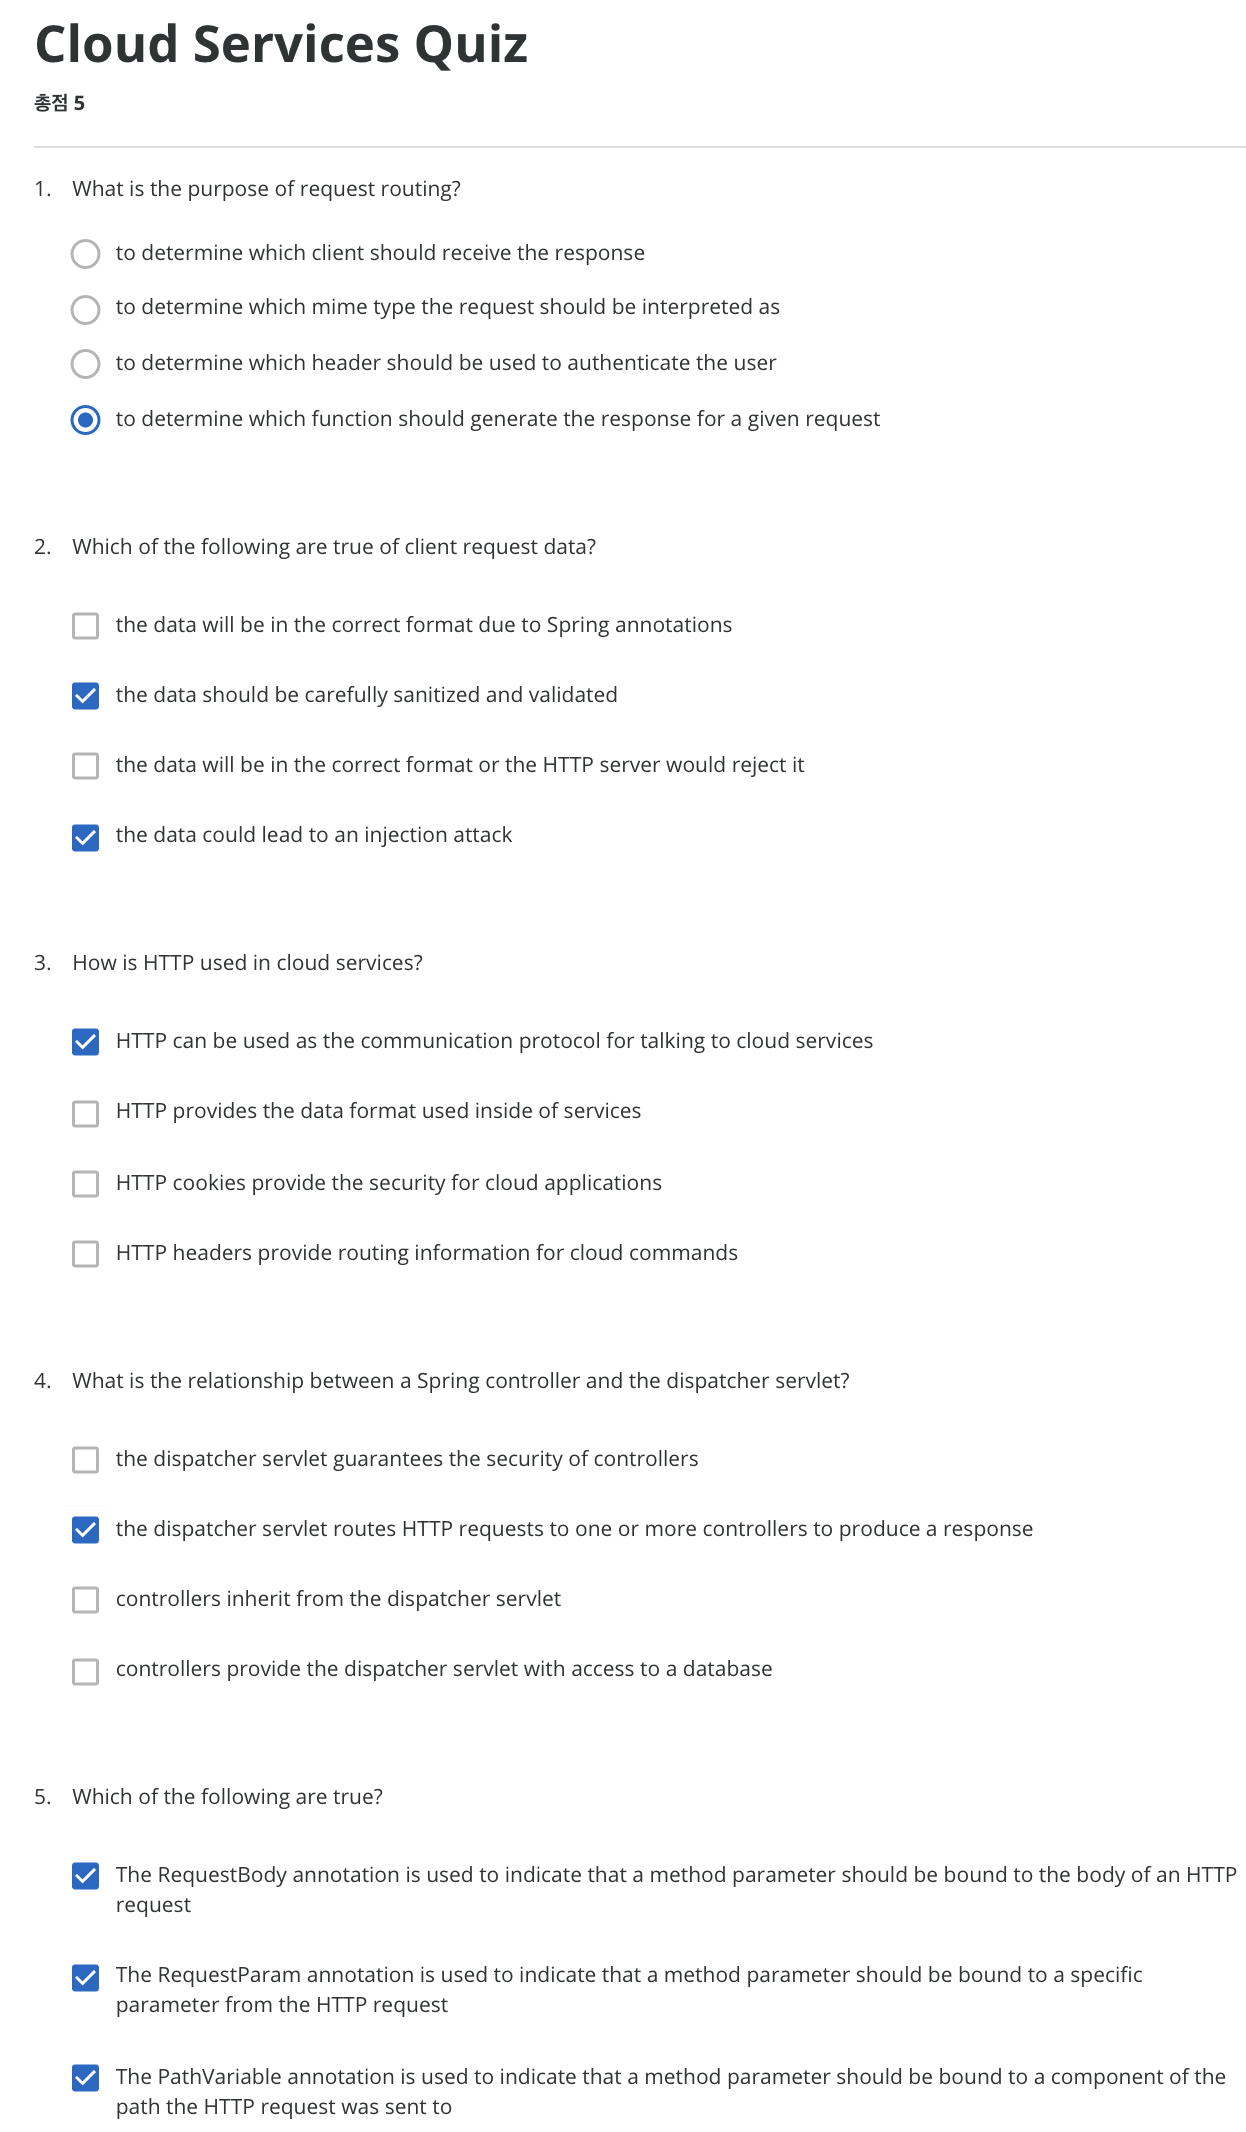 Cloud Services Quiz
총점 5
1. What is the purpose of request routing?
to determine which client should receive the response
to determine which mime type the request should be interpreted as
to determine which header should be used to authenticate the user
to determine which function should generate the response for a given request
2. Which of the following are true of client request data?
the data will be in the correct format due to Spring annotations
the data should be carefully sanitized and validated
the data will be in the correct format or the HTTP server would reject it
the data could lead to an injection attack
3. How is HTTP used in cloud services?
HTTP can be used as the communication protocol for talking to cloud services
HTTP provides the data format used inside of services
HTTP cookies provide the security for cloud applications
HTTP headers provide routing information for cloud commands
4. What is the relationship between a Spring controller and the dispatcher servlet?
the dispatcher servlet guarantees the security of controllers
the dispatcher servlet routes HTTP requests to one or more controllers to produce a response
controllers inherit from the dispatcher servlet
controllers provide the dispatcher servlet with access to a database
5. Which of the following are true?
The RequestBody annotation is used to indicate that a method parameter should be bound to the body of an HTTP
request
The RequestParam annotation is used to indicate that a method parameter should be bound to a specific
parameter from the HTTP request
The PathVariable annotation is used to indicate that a method parameter should be bound to a component of the
path the HTTP request was sent to